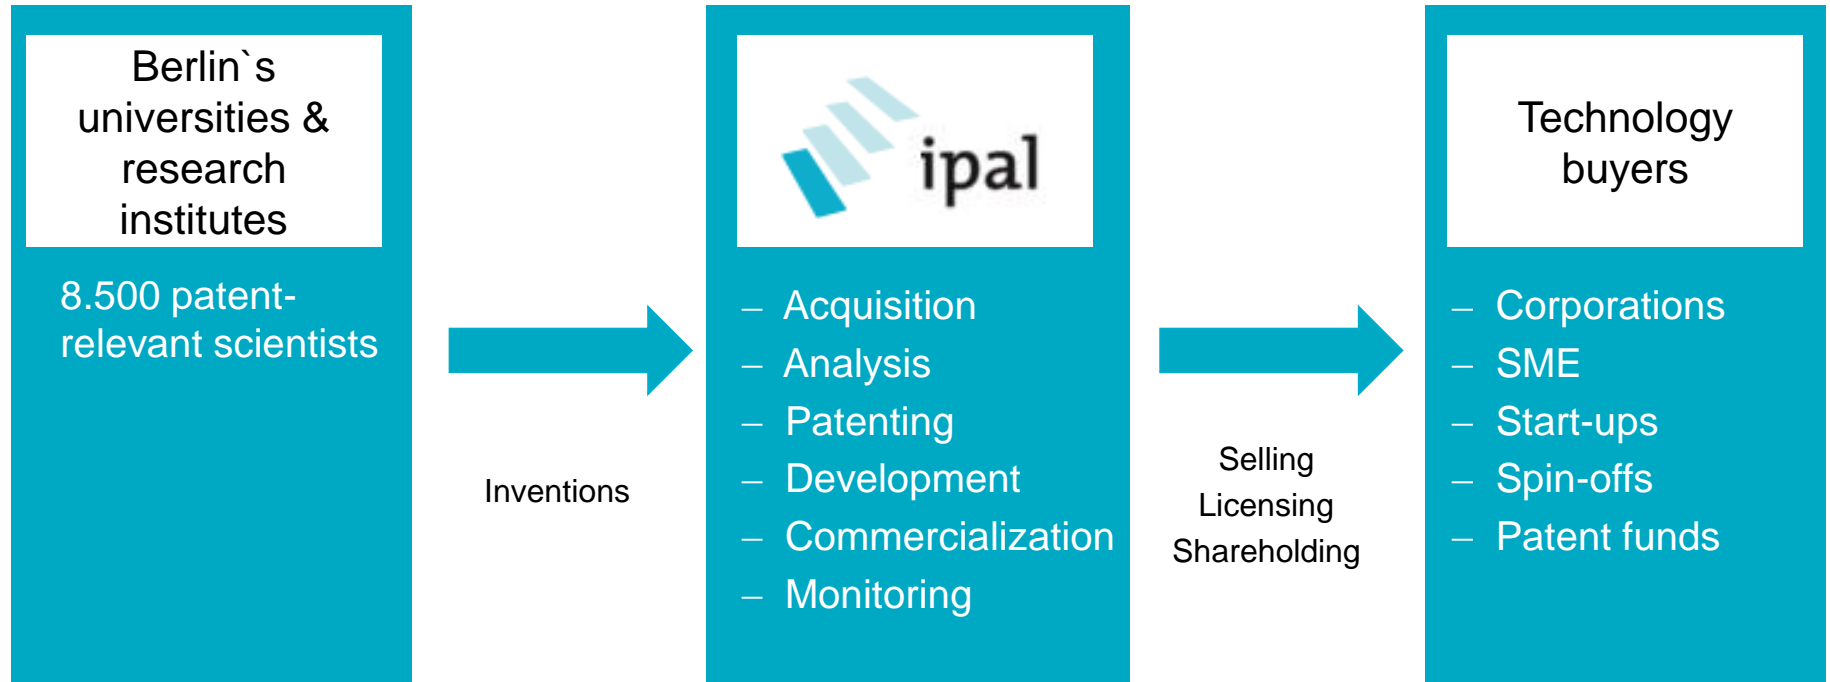 Berlin`s
universities &
research
institutes
8.500 patent-
relevant scientists
Inventions
ipal
– Acquisition
– Analysis
– Patenting
– Development
– Commercialization
– Monitoring
Selling
Licensing
Shareholding
Technology
buyers
– Corporations
– SME
– Start-ups
– Spin-offs
– Patent funds